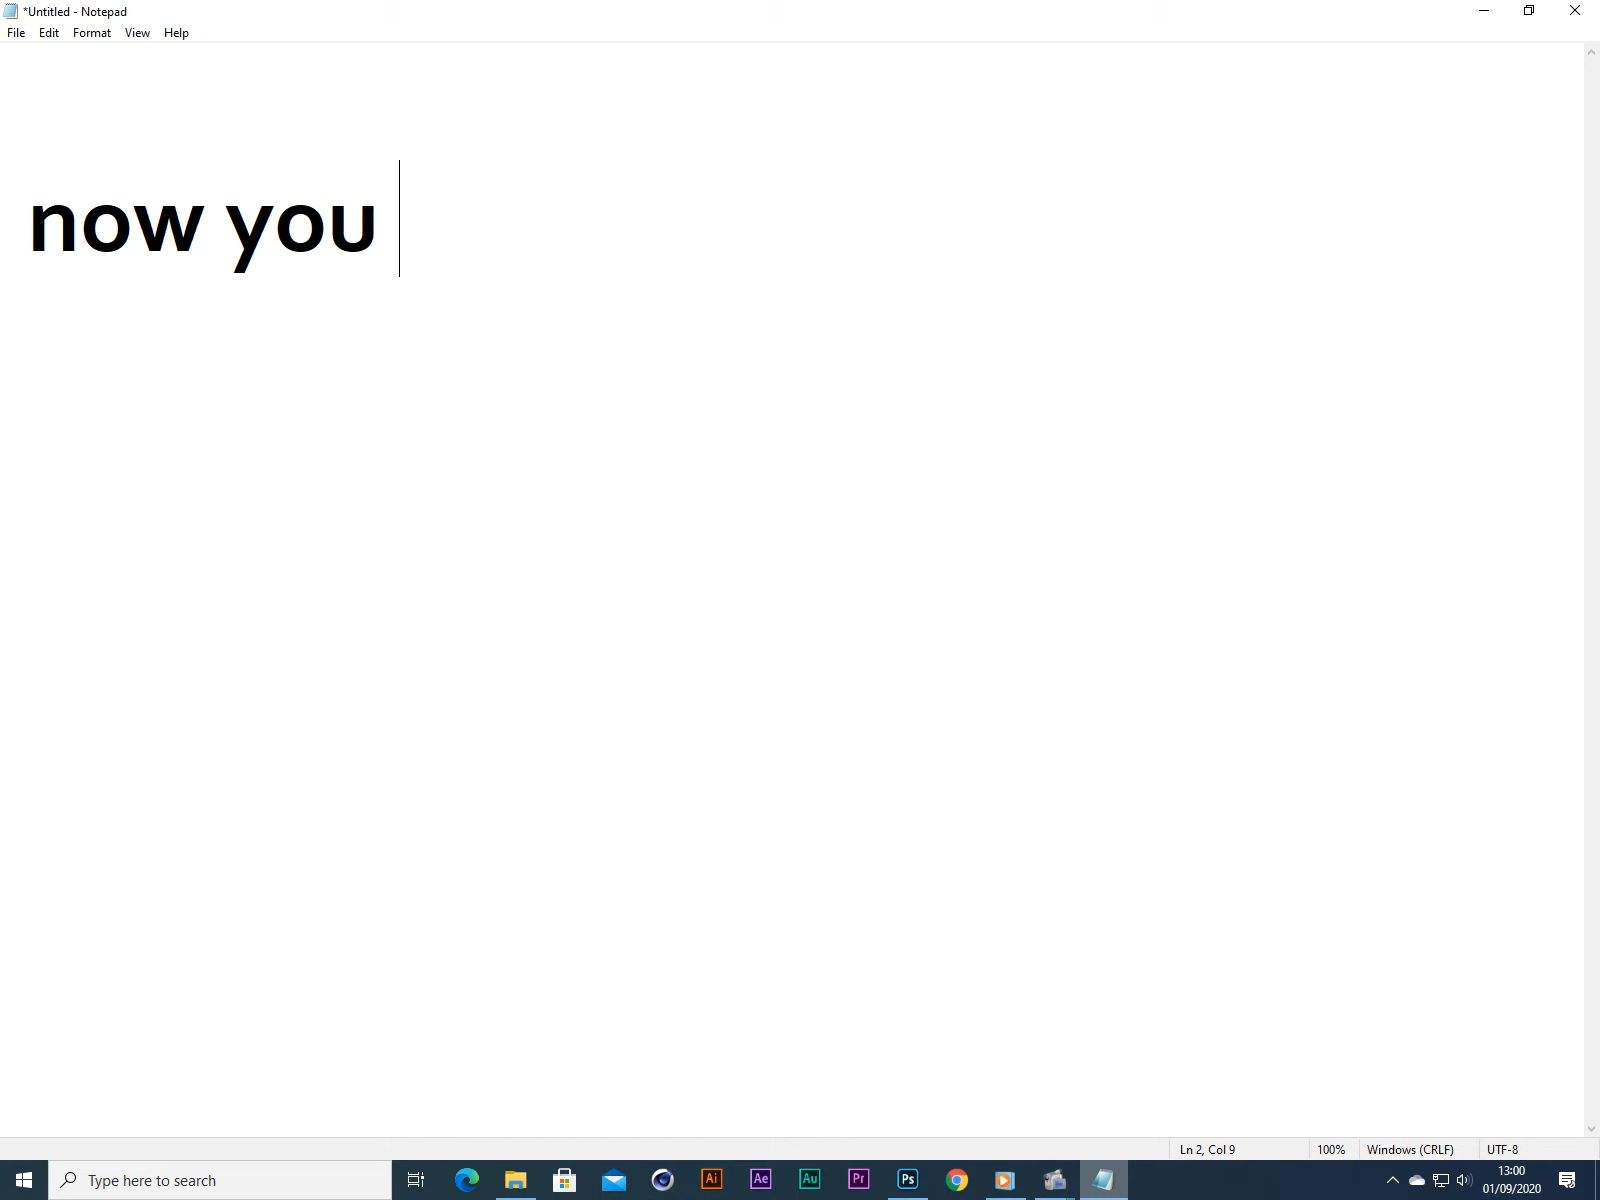 *Untitled - Notepad
File Edit Format View Help
now you
Ln 2, Col 9 100% Windows (CRLF) UTF-8
Type here to search Ai Ae Au Pr Ps 13:00
01/09/2020